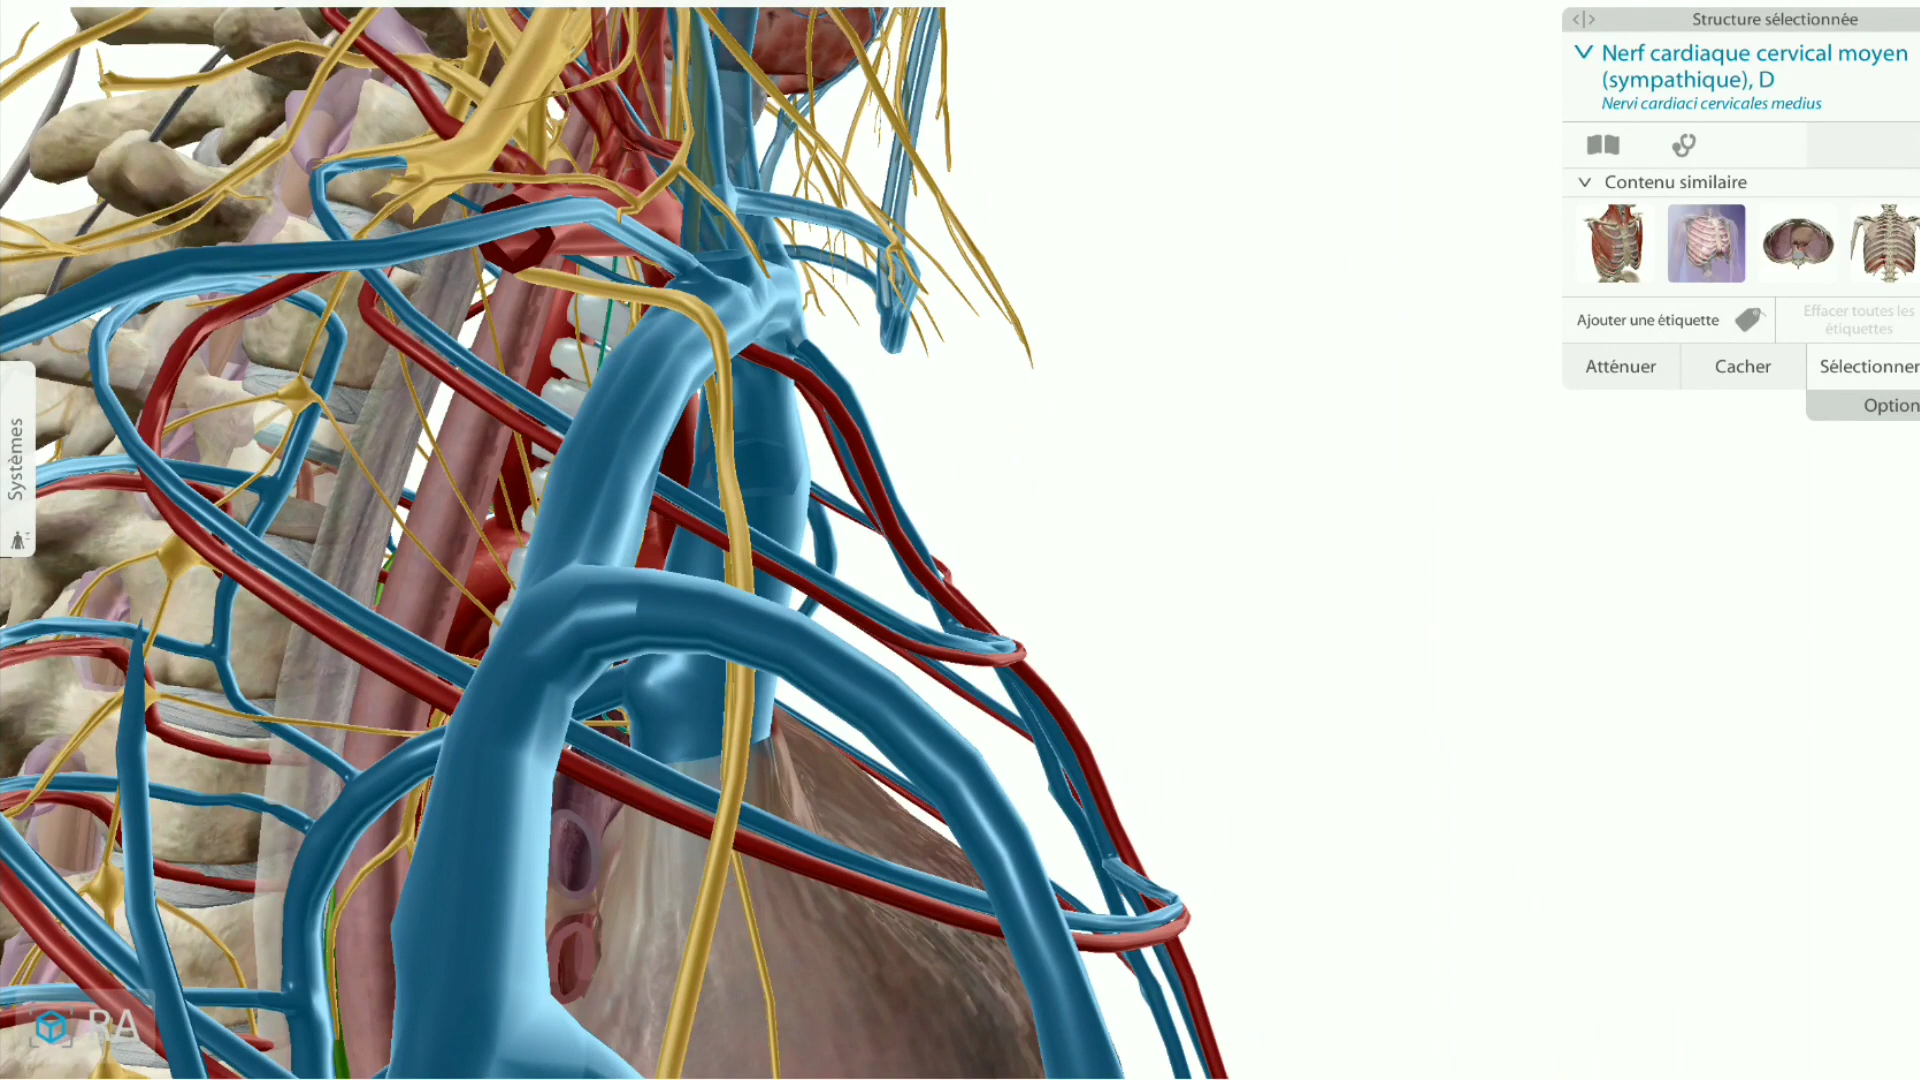 Structure sélectionnée
Nerf cardiaque cervical moyen
(sympathique), D
Nervi cardiaci cervicales medius
Contenu similaire
Ajouter une étiquette
Effacer toutes les
étiquettes
Atténuer
Cacher
Sélectionner
Option
Systèmes
RA